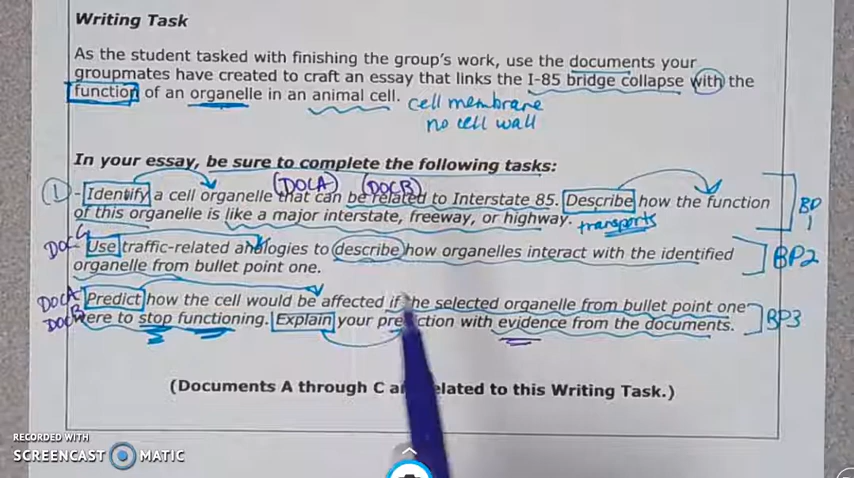 Writing Task
As the student tasked with finishing the group's work, use the documents your
groupmates have created to craft an essay that links the I-85 bridge collapse with the
function of an organelle in an animal cell. cell membrane
no cell wall
In your essay, be sure to complete the following tasks:
(DOCA) (DOCB)
① - Identify a cell organelle that can be related to Interstate 85. Describe how the function
of this organelle is like a major interstate, freeway, or highway. transports
BP
1
DOC Use traffic-related analogies to describe how organelles interact with the identified
organelle from bullet point one.
BP2
DOCA Predict how the cell would be affected if the selected organelle from bullet point one
DOCB were to stop functioning. Explain your prediction with evidence from the documents.
BP3
(Documents A through C are related to this Writing Task.)
RECORDED WITH
SCREENCAST MATIC